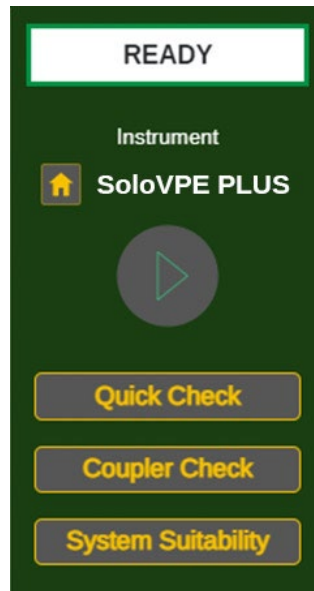 READY
Instrument
SoloVPE PLUS
Quick Check
Coupler Check
System Suitability